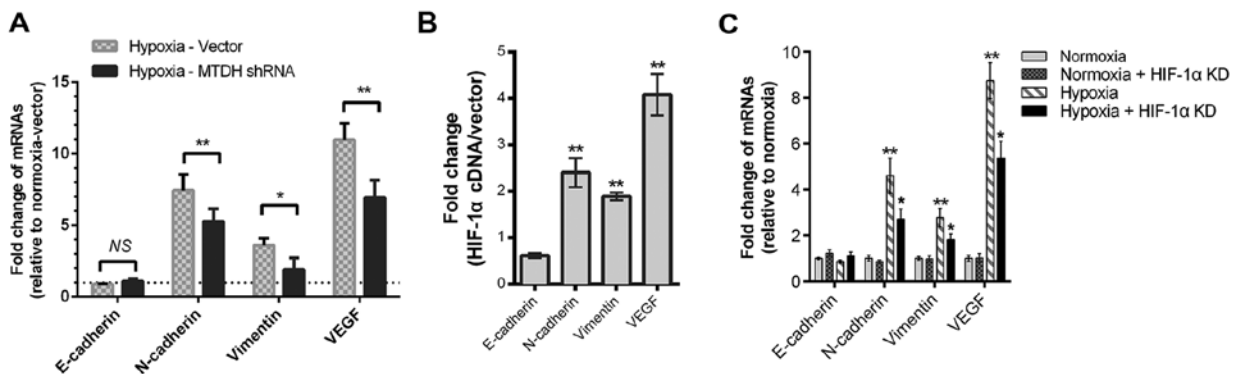 A
Hypoxia - Vector
Hypoxia - MTDH shRNA
Fold change of mRNAs
(relative to normoxia-vector)
15
10
5
0
NS
**
*
**
E-cadherin
N-cadherin
Vimentin
VEGF
B
Fold change
(HIF-1α cDNA/vector)
5
4
3
2
1
0
**
**
**
E-cadherin
N-cadherin
Vimentin
VEGF
C
Fold change of mRNAs
(relative to normoxia)
10
8
6
4
2
0
**
*
**
*
**
*
E-cadherin
N-cadherin
Vimentin
VEGF
Normoxia
Normoxia + HIF-1α KD
Hypoxia
Hypoxia + HIF-1α KD